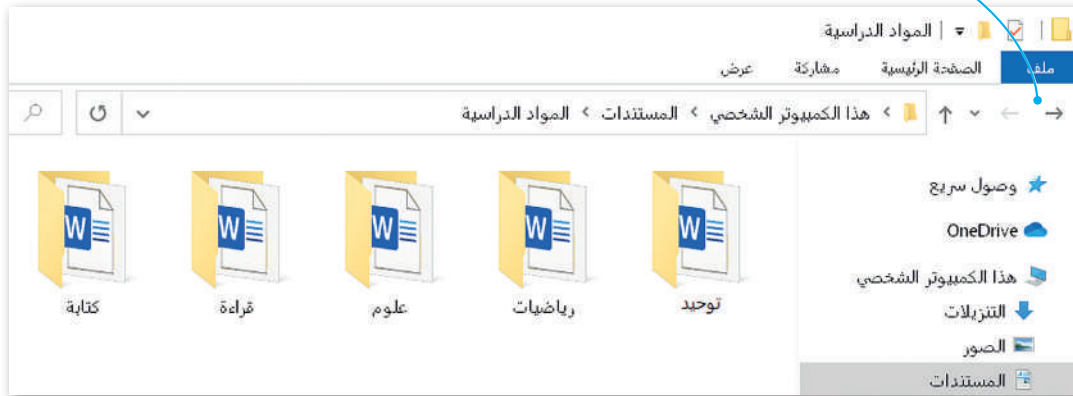 المواد الدراسية
ملف الصفحة الرئيسية مشاركة عرض
هذا الكمبيوتر الشخصي > المستندات > المواد الدراسية
وصول سريع
OneDrive
هذا الكمبيوتر الشخصي
التنزيلات
الصور
المستندات
W W W W W
توحيد رياضيات علوم قراءة كتابة